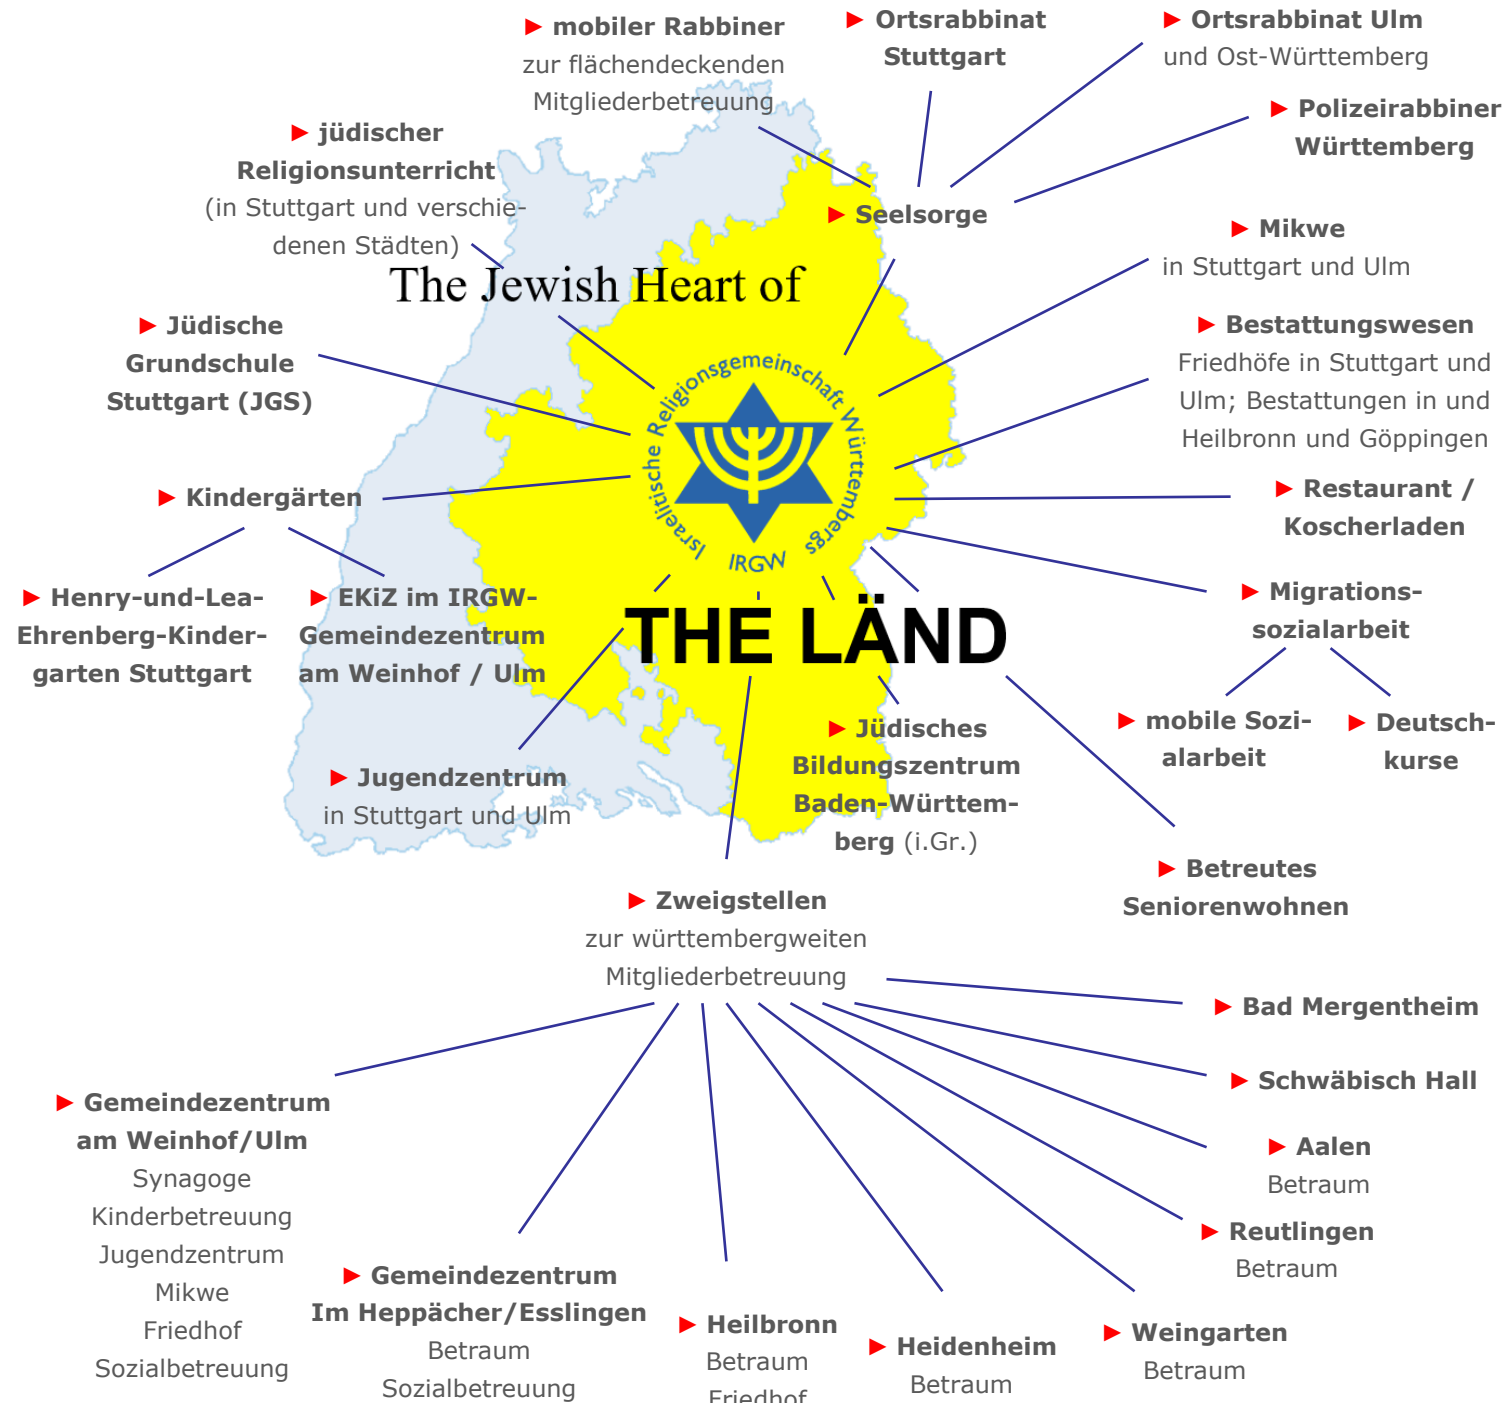 ► mobiler Rabbiner
zur flächendeckenden
Mitgliederbetreuung
► Ortsrabbinat
Stuttgart
► Ortsrabbinat Ulm
und Ost-Württemberg
► Polizeirabbiner
Württemberg
► jüdischer
Religionsunterricht
(in Stuttgart und verschie-
denen Städten)
► Seelsorge
► Mikwe
in Stuttgart und Ulm
The Jewish Heart of
► Jüdische
Grundschule
Stuttgart (JGS)
► Bestattungswesen
Friedhöfe in Stuttgart und
Ulm; Bestattungen in und
Heilbronn und Göppingen
Israelitische Religionsgemeinschaft Württembergs
IRGW
► Kindergärten
► Restaurant /
Koscherladen
► Henry-und-Lea-
Ehrenberg-Kinder-
garten Stuttgart
► EKiZ im IRGW-
Gemeindezentrum
am Weinhof / Ulm
THE LÄND
► Migrations-
sozialarbeit
► mobile Sozi-
alarbeit
► Deutsch-
kurse
► Jugendzentrum
in Stuttgart und Ulm
► Jüdisches
Bildungszentrum
Baden-Württem-
berg (i.Gr.)
► Betreutes
Seniorenwohnen
► Zweigstellen
zur württembergweiten
Mitgliederbetreuung
► Bad Mergentheim
► Schwäbisch Hall
► Aalen
Betraum
► Reutlingen
Betraum
► Gemeindezentrum
am Weinhof/Ulm
Synagoge
Kinderbetreuung
Jugendzentrum
Mikwe
Friedhof
Sozialbetreuung
► Gemeindezentrum
Im Heppächer/Esslingen
Betraum
Sozialbetreuung
► Heilbronn
Betraum
Friedhof
► Heidenheim
Betraum
► Weingarten
Betraum